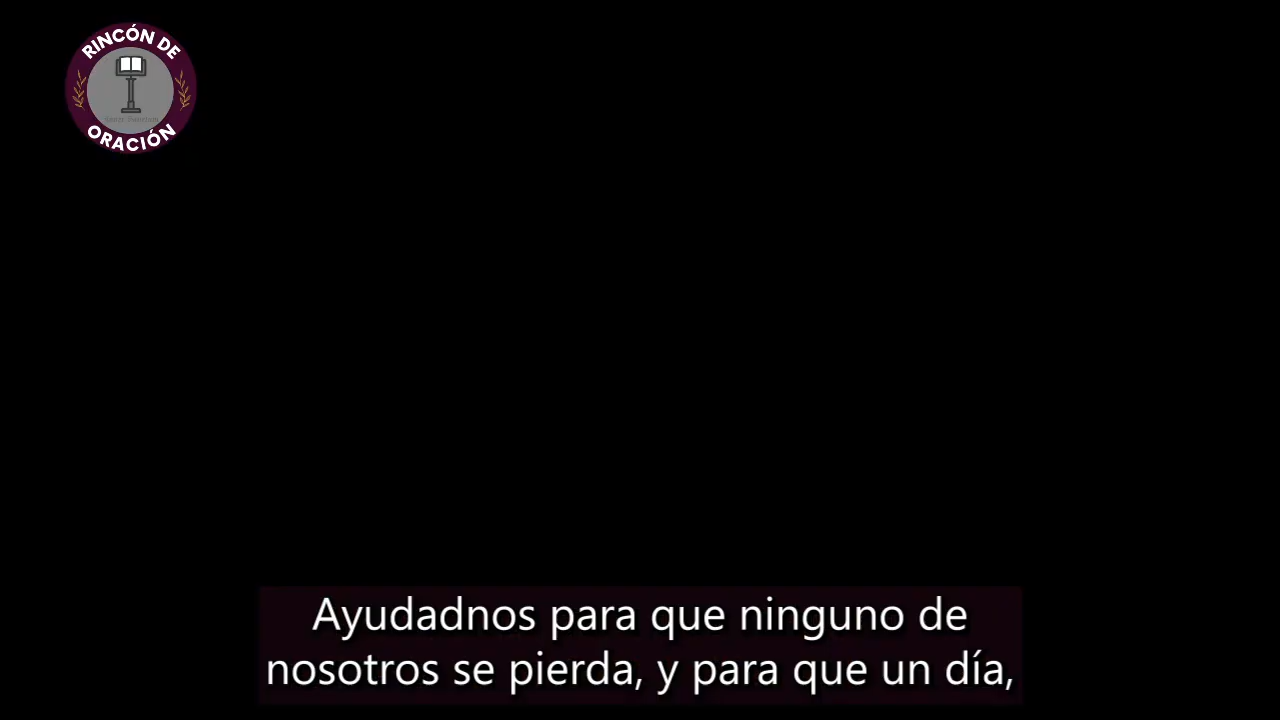 RINCÓN DE
ORACIÓN
Ayudadnos para que ninguno de
nosotros se pierda, y para que un día,